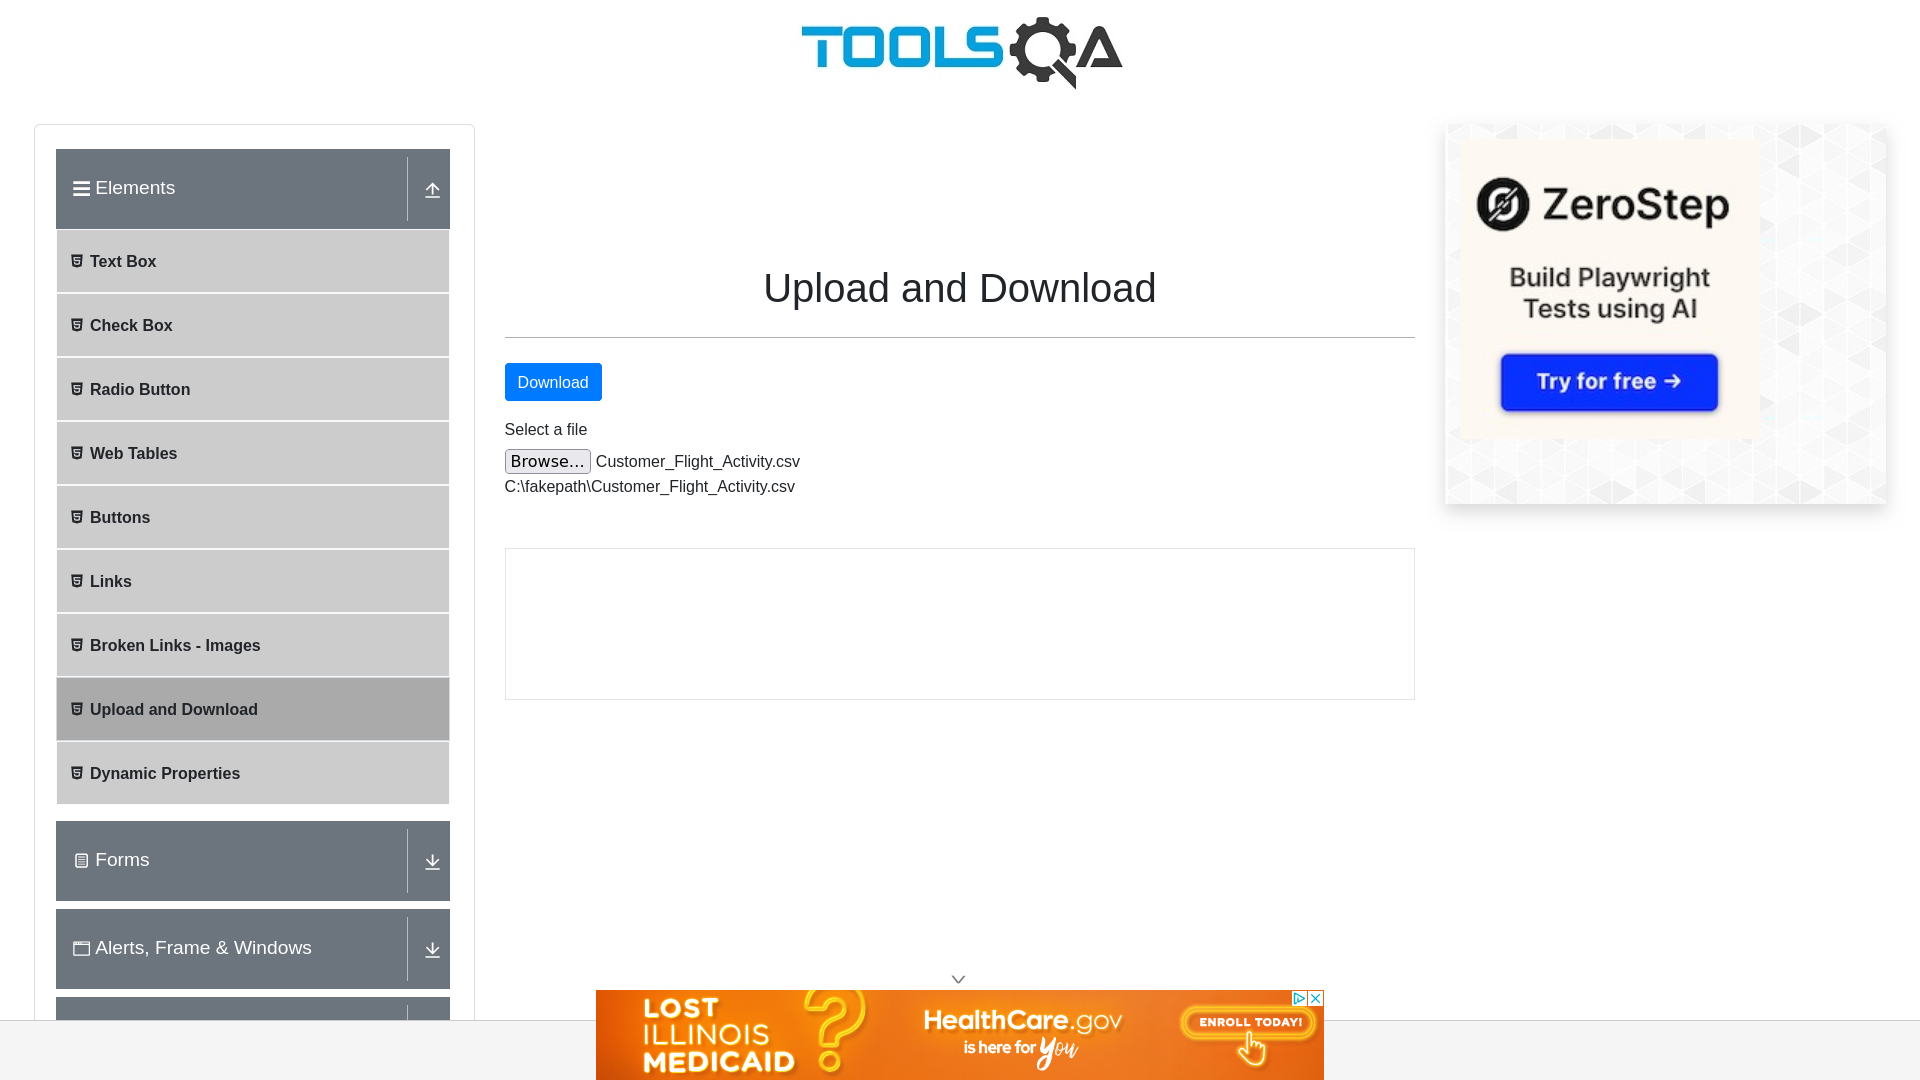 TOOLSQA
Elements
Text Box
Check Box
Radio Button
Web Tables
Buttons
Links
Broken Links - Images
Upload and Download
Dynamic Properties
Forms
Alerts, Frame & Windows
Upload and Download
Download
Select a file
Browse... Customer_Flight_Activity.csv
C:\fakepath\Customer_Flight_Activity.csv
ZeroStep
Build Playwright
Tests using AI
Try for free →
LOST
ILLINOIS
MEDICAID
?
HealthCare.gov
is here for You
ENROLL TODAY!